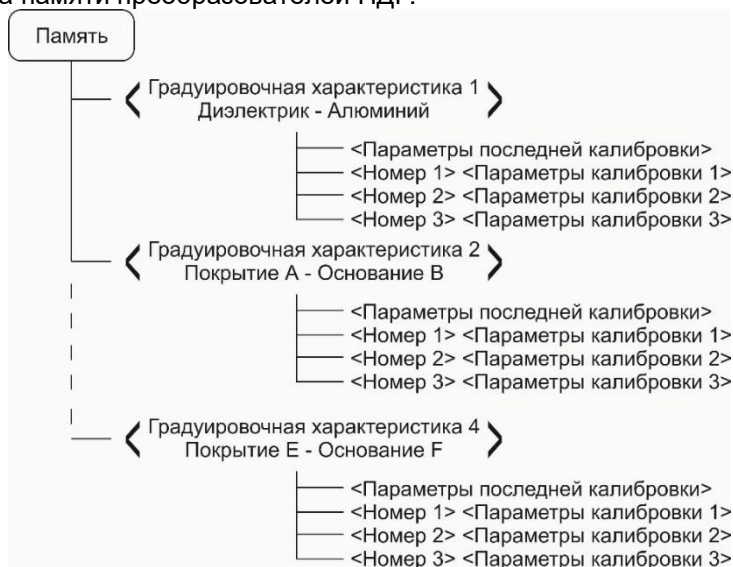 Память
Градуировочная характеристика 1
Диэлектрик - Алюминий
<Параметры последней калибровки>
<Номер 1> <Параметры калибровки 1>
<Номер 2> <Параметры калибровки 2>
<Номер 3> <Параметры калибровки 3>
Градуировочная характеристика 2
Покрытие А - Основание В
<Параметры последней калибровки>
<Номер 1> <Параметры калибровки 1>
<Номер 2> <Параметры калибровки 2>
<Номер 3> <Параметры калибровки 3>
Градуировочная характеристика 4
Покрытие Е - Основание F
<Параметры последней калибровки>
<Номер 1> <Параметры калибровки 1>
<Номер 2> <Параметры калибровки 2>
<Номер 3> <Параметры калибровки 3>